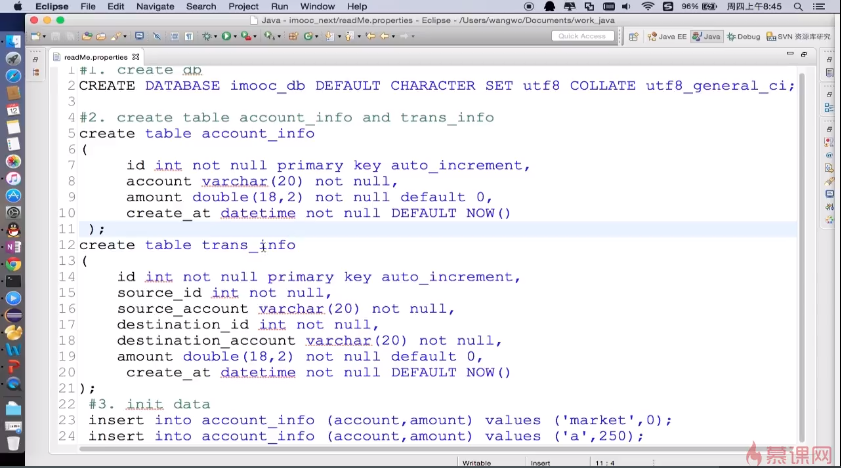 Eclipse File Edit Navigate Search Project Run Window Help 96% 周四上午8:45
Java - imooc_next/readMe.properties - Eclipse - /Users/wangwc/Documents/work_java
Quick Access Java EE Java Debug SVN 资源库研究
readMe.properties
1 #1. create db
2 CREATE DATABASE imooc_db DEFAULT CHARACTER SET utf8 COLLATE utf8_general_ci;
3
4 #2. create table account_info and trans_info
5 create table account_info
6 (
7 id int not null primary key auto_increment,
8 account varchar(20) not null,
9 amount double(18,2) not null default 0,
10 create_at datetime not null DEFAULT NOW()
11 );
12 create table trans_info
13 (
14 id int not null primary key auto_increment,
15 source_id int not null,
16 source_account varchar(20) not null,
17 destination_id int not null,
18 destination_account varchar(20) not null,
19 amount double(18,2) not null default 0,
20 create_at datetime not null DEFAULT NOW()
21 );
22 #3. init data
23 insert into account_info (account,amount) values ('market',0);
24 insert into account_info (account,amount) values ('a',250);
Writable Insert 11 : 4
慕课网